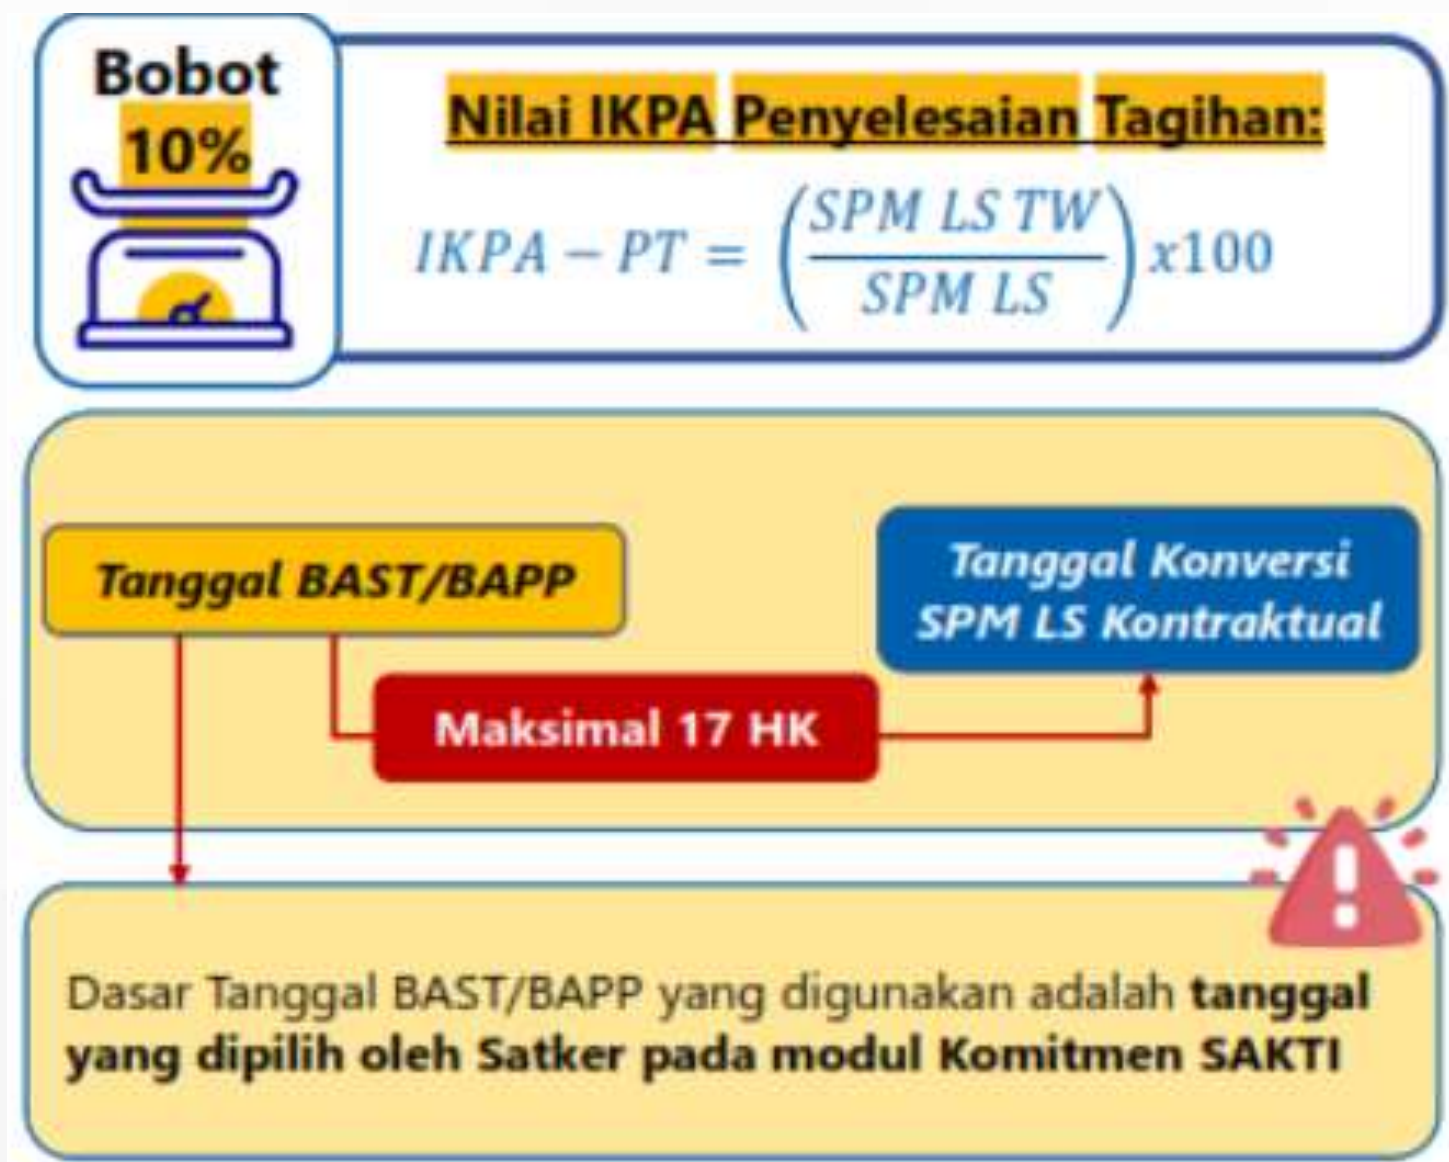 Bobot
10%
Nilai IKPA Penyelesaian Tagihan:
IKPA − PT = (SPM LS TW / SPM LS) x100
Tanggal BAST/BAPP
Tanggal Konversi
SPM LS Kontraktual
Maksimal 17 HK
Dasar Tanggal BAST/BAPP yang digunakan adalah tanggal
yang dipilih oleh Satker pada modul Komitmen SAKTI